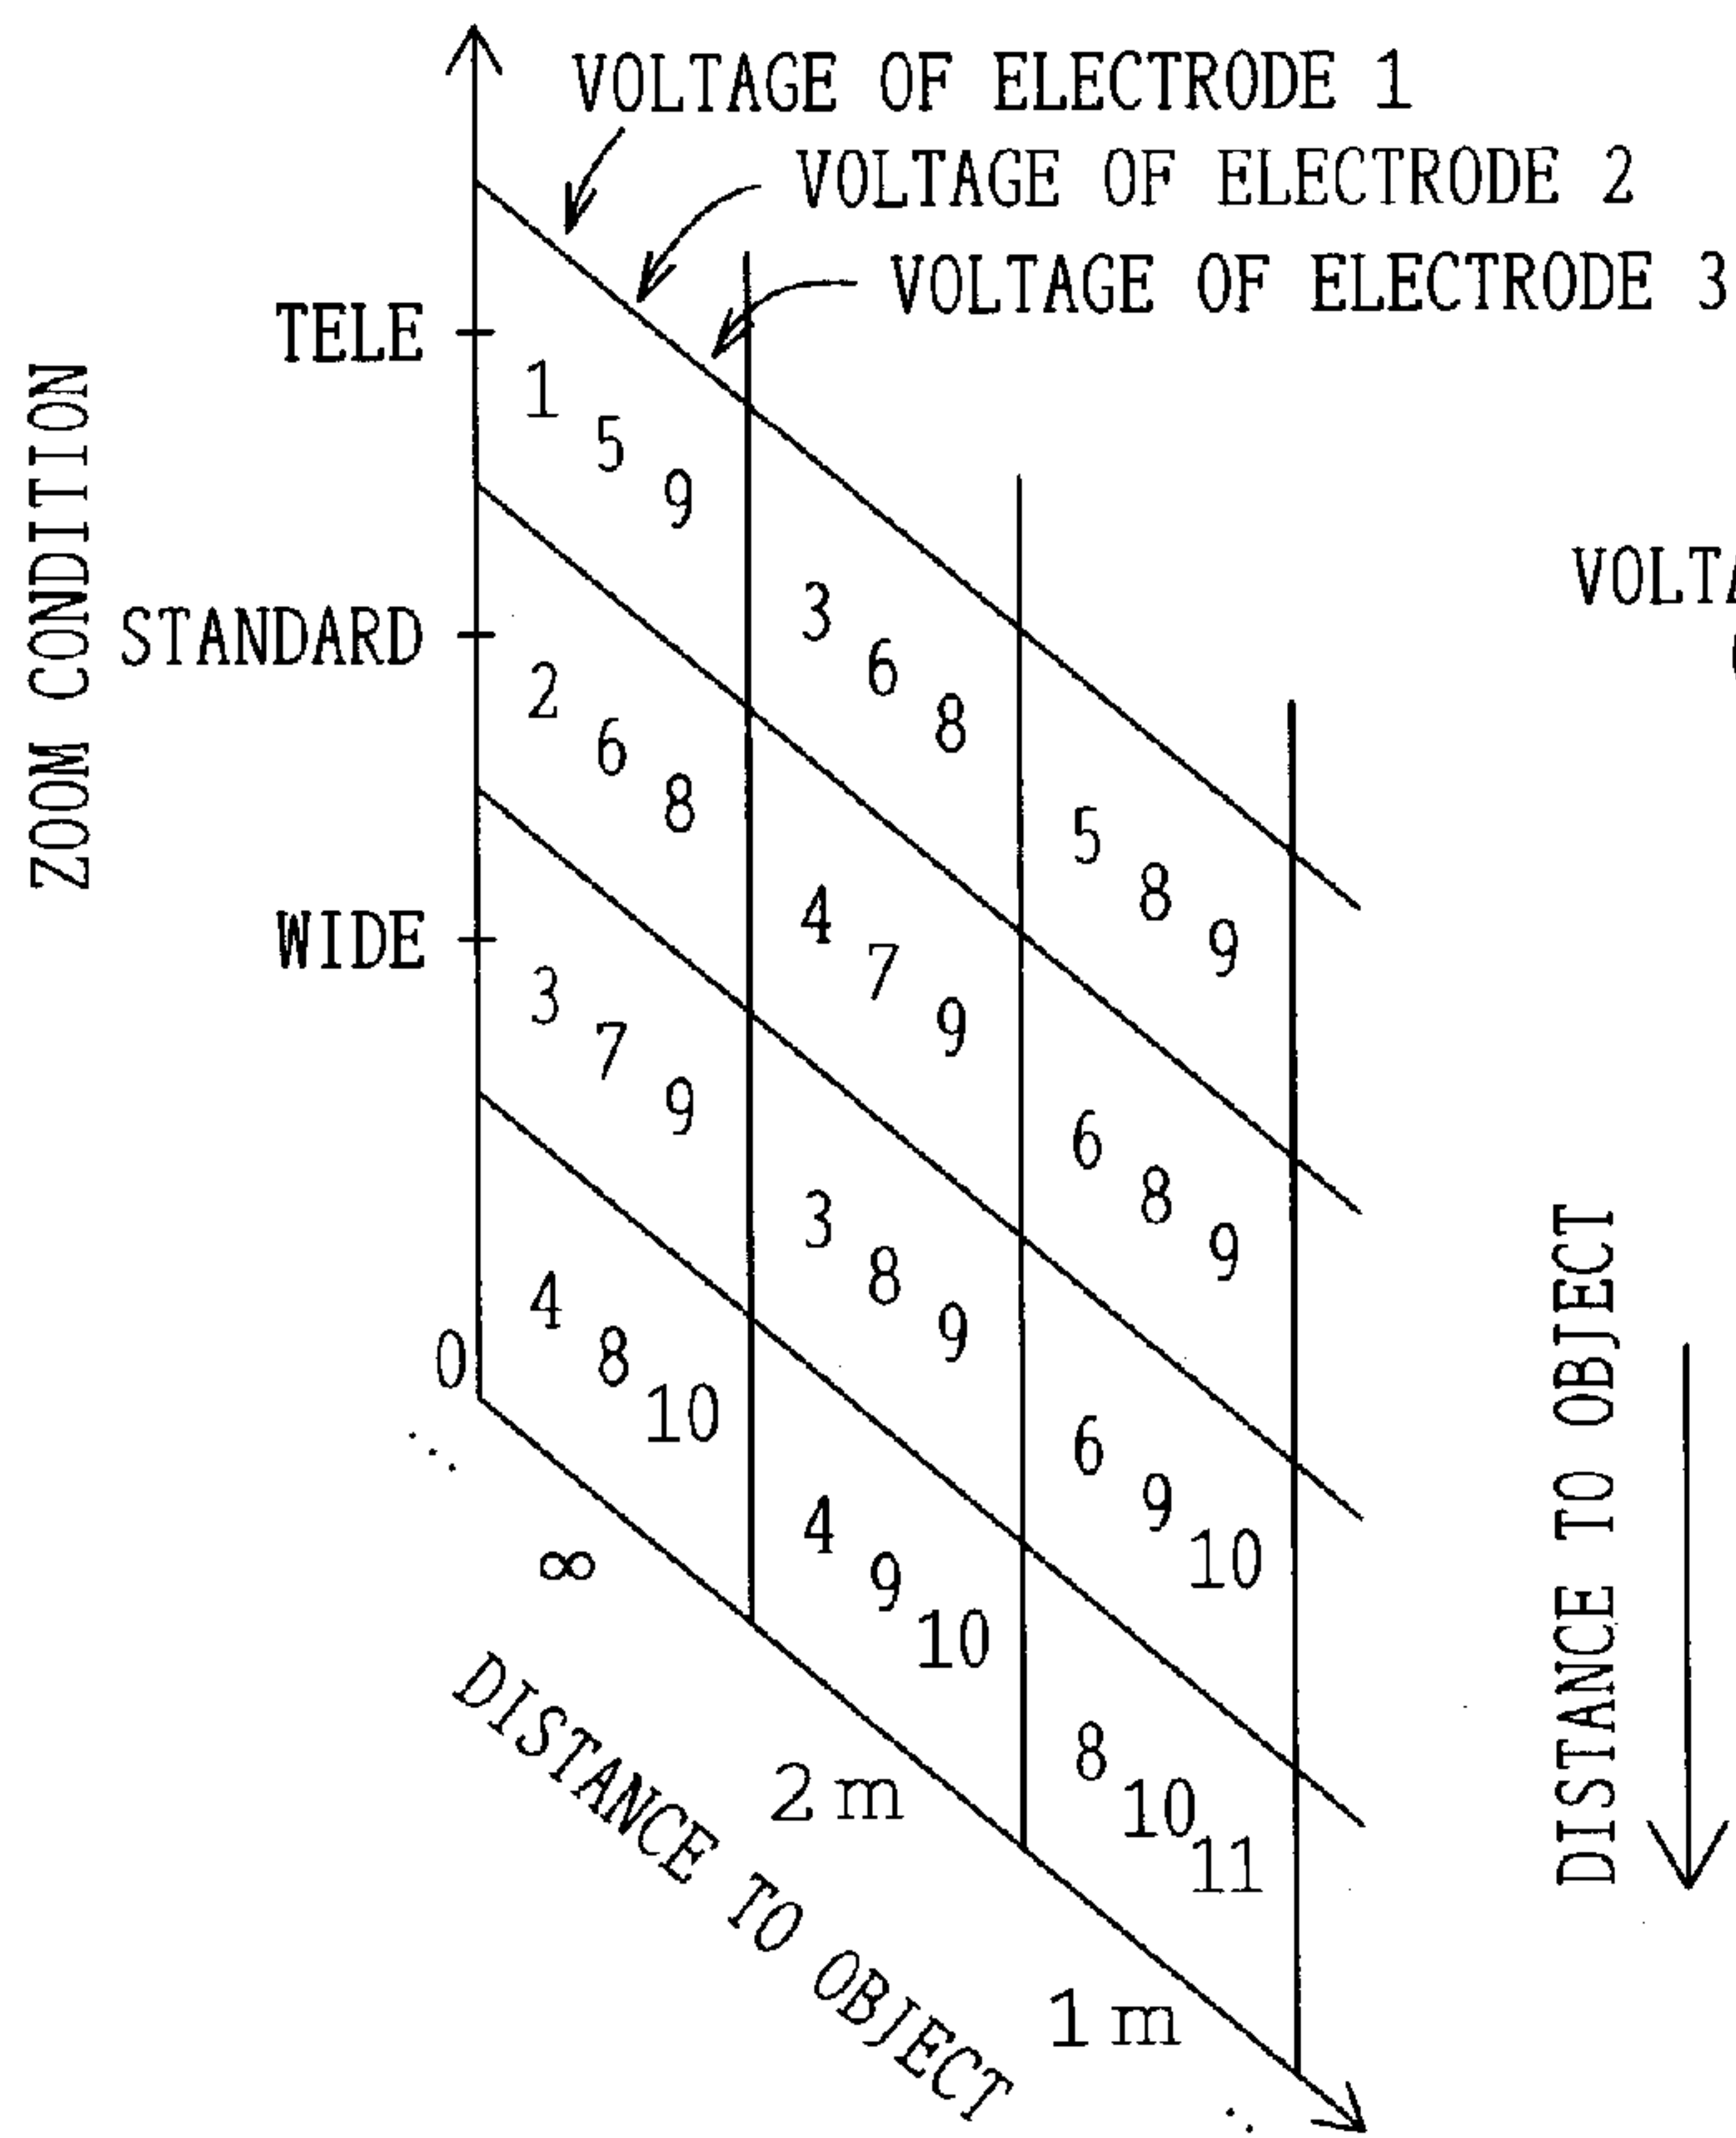 VOLTAGE OF ELECTRODE 1
VOLTAGE OF ELECTRODE 2
VOLTAGE OF ELECTRODE 3
ZOOM CONDITION
TELE
1 5 9
3 6 8
5 8 9
STANDARD
2 6 8
4 7 9
6 8 9
WIDE
3 7 9
3 8 9
6 9 10
4 8 10
4 9 10
8 10 11
0
∞
2m
1m
DISTANCE TO OBJECT
DISTANCE TO OBJECT